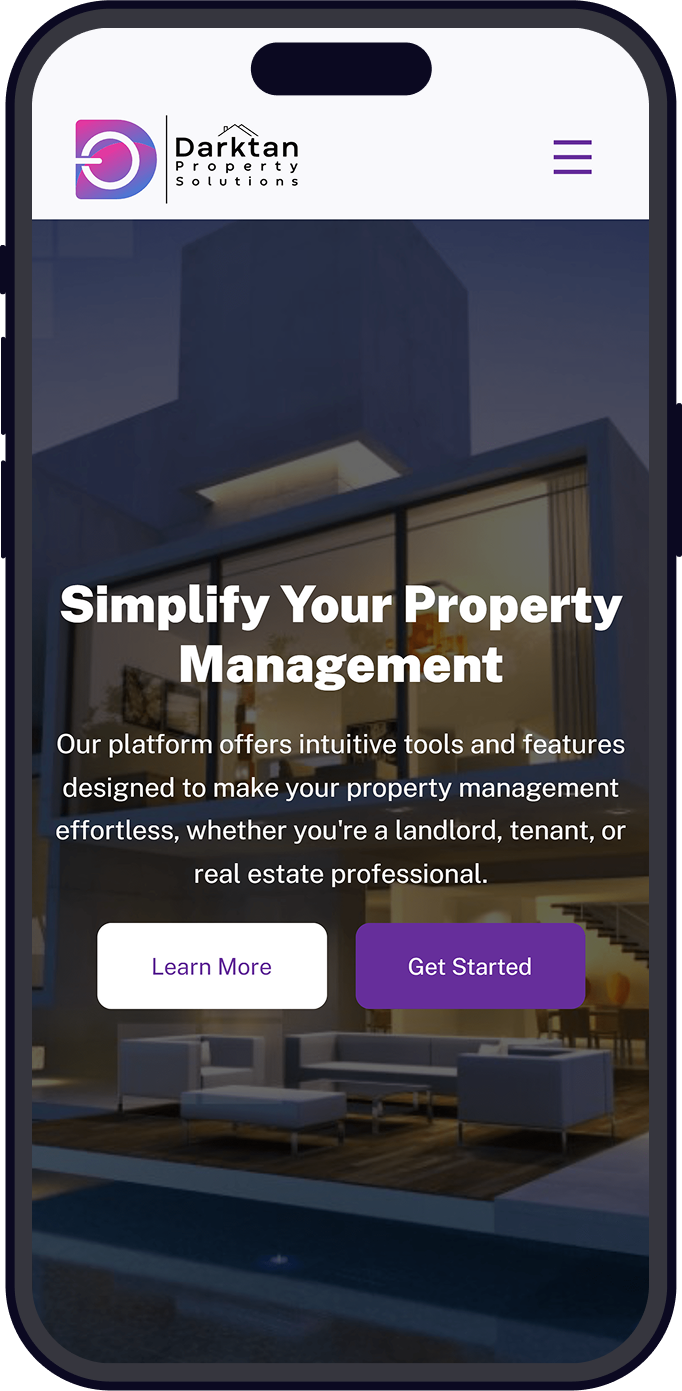 Darktan
Property
Solutions
Simplify Your Property
Management
Our platform offers intuitive tools and features
designed to make your property management
effortless, whether you're a landlord, tenant, or
real estate professional.
Learn More
Get Started